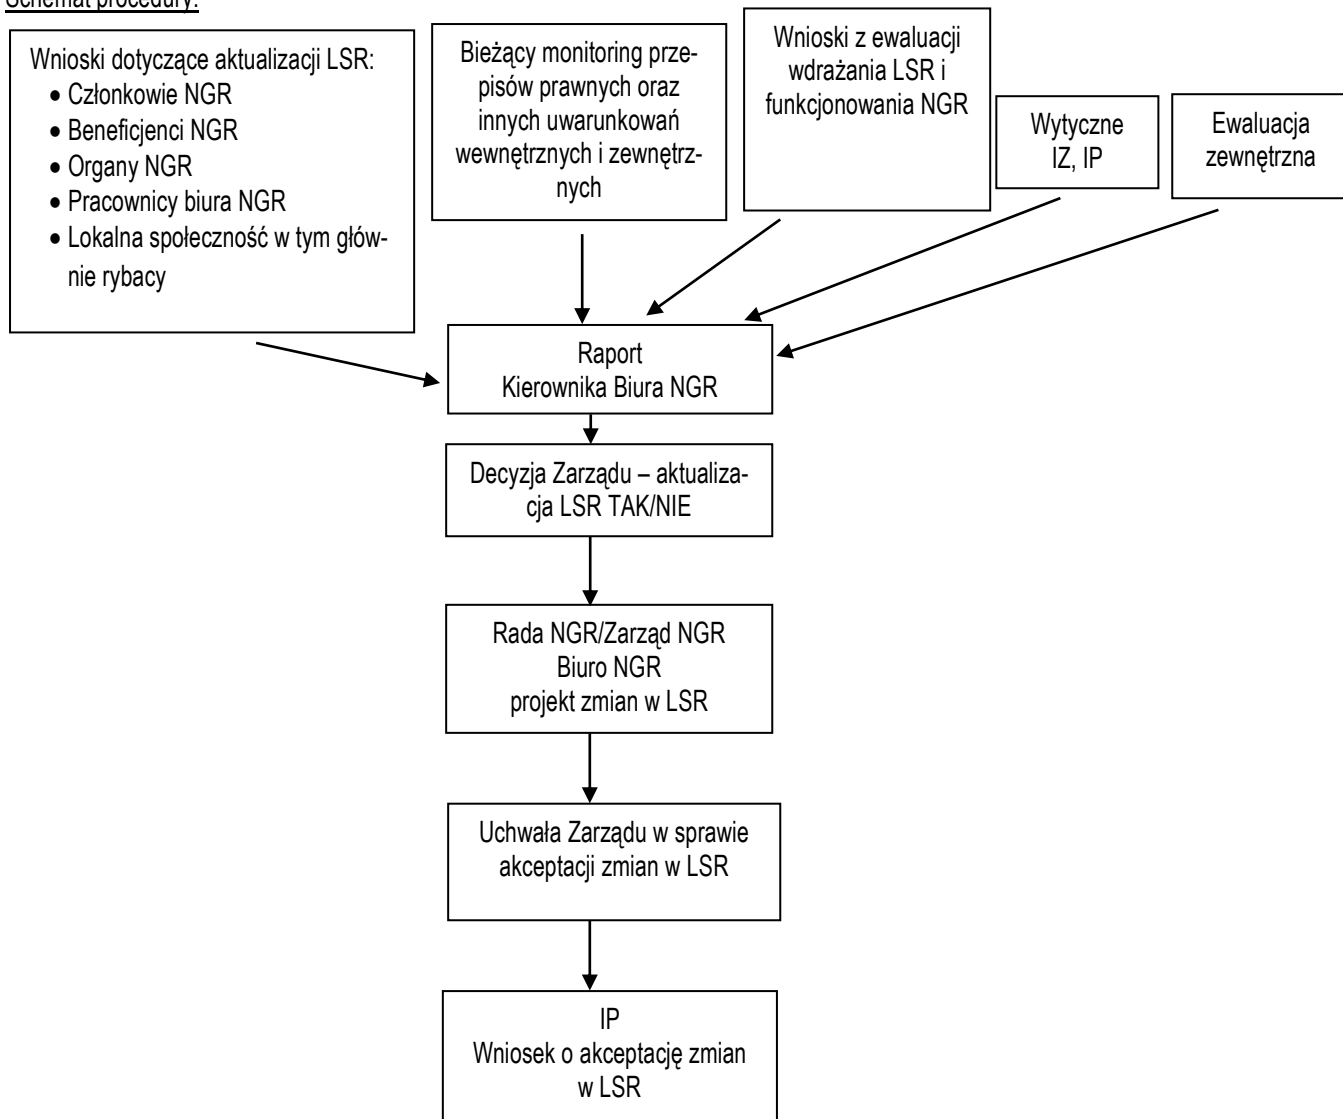 Schemat procedury:
Wnioski dotyczące aktualizacji LSR:
• Członkowie NGR
• Beneficjenci NGR
• Organy NGR
• Pracownicy biura NGR
• Lokalna społeczność w tym głów-
nie rybacy
Bieżący monitoring prze-
pisów prawnych oraz
innych uwarunkowań
wewnętrznych i zewnętrz-
nych
Wnioski z ewaluacji
wdrażania LSR i
funkcjonowania NGR
Wytyczne
IZ, IP
Ewaluacja
zewnętrzna
Raport
Kierownika Biura NGR
Decyzja Zarządu – aktualiza-
cja LSR TAK/NIE
Rada NGR/Zarząd NGR
Biuro NGR
projekt zmian w LSR
Uchwała Zarządu w sprawie
akceptacji zmian w LSR
IP
Wniosek o akceptację zmian
w LSR